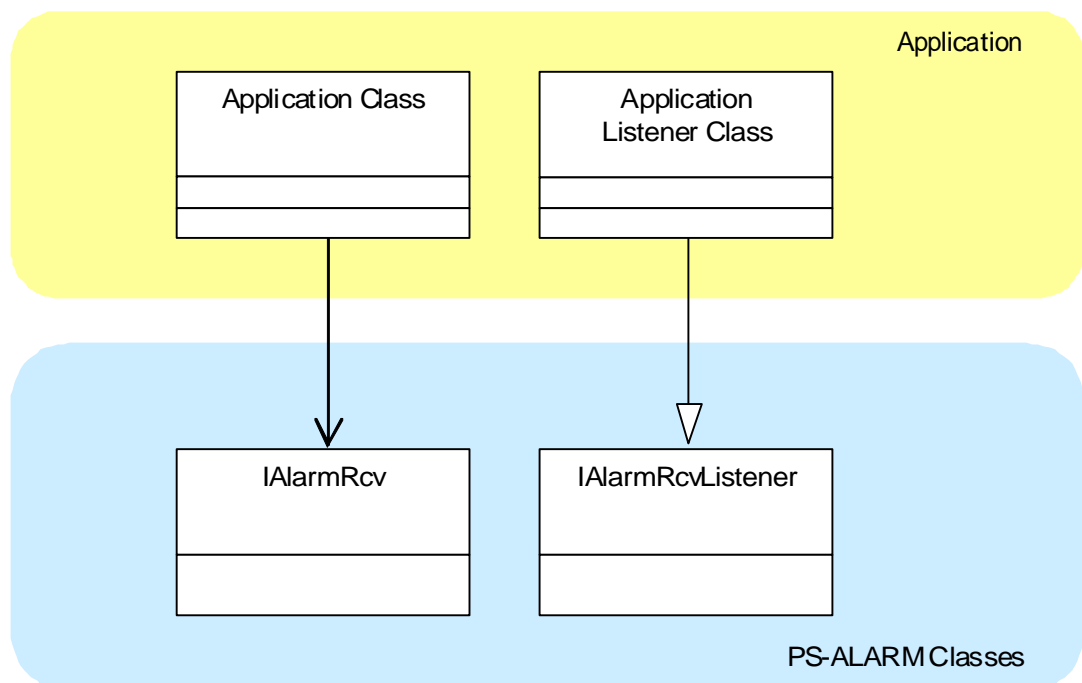 Application
Application Class
Application
Listener Class
IAlarmRcv
IAlarmRcvListener
PS-ALARM Classes